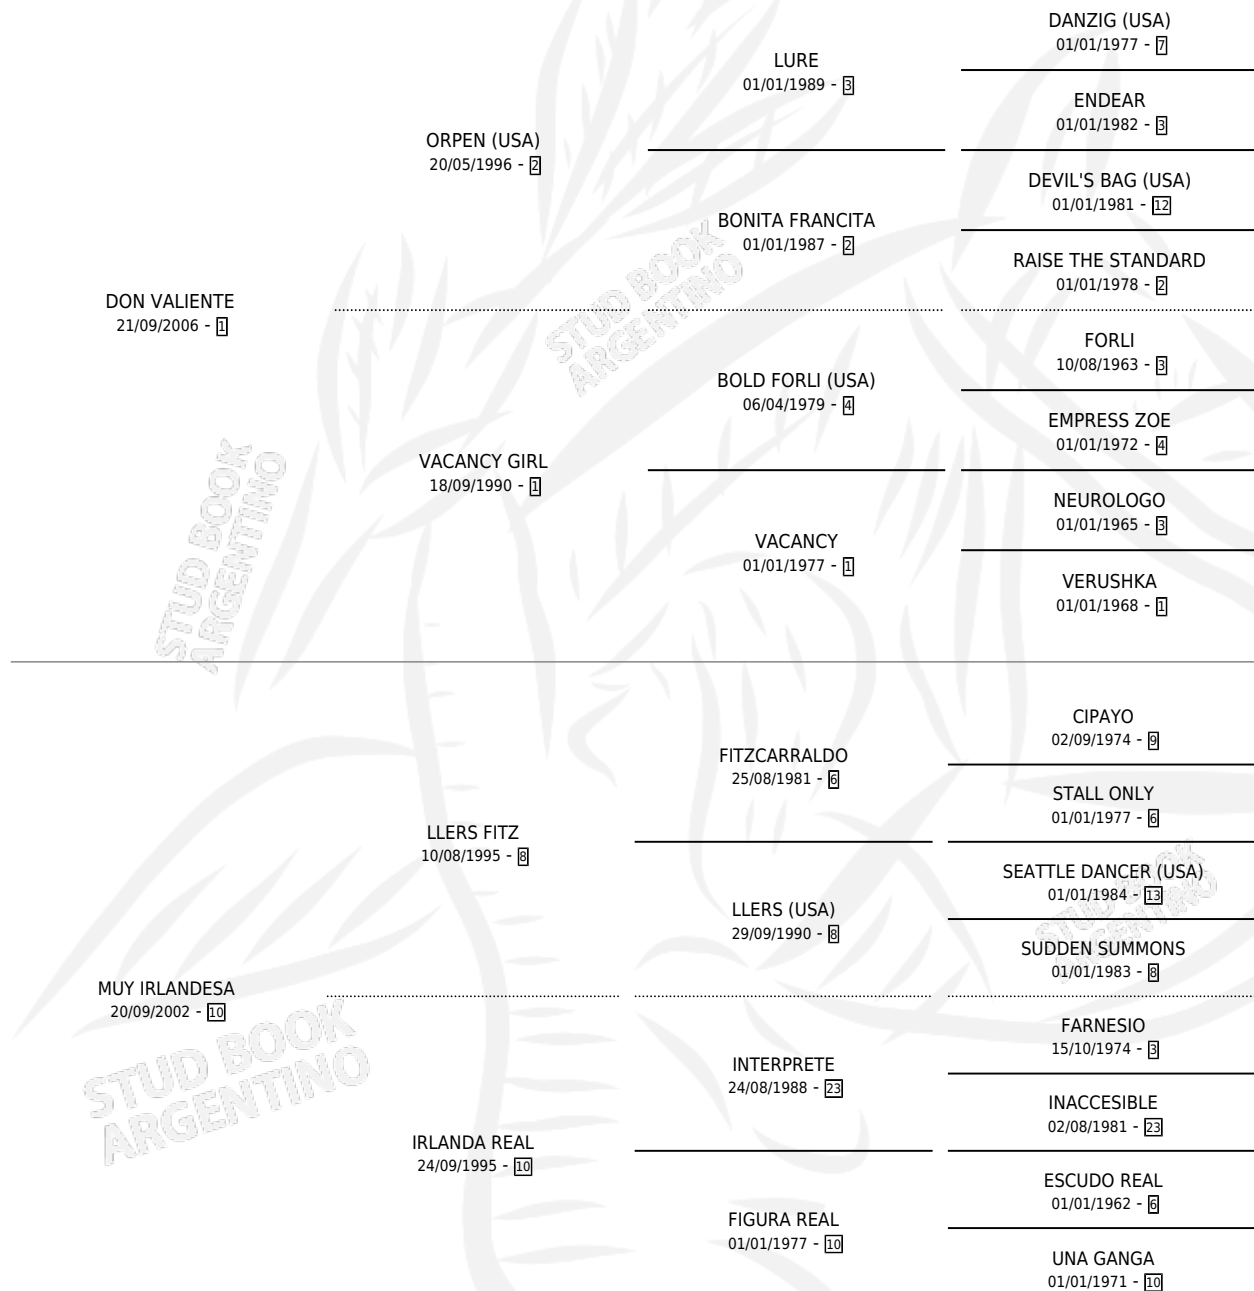 DANZIG (USA)
01/01/1977 - 7
LURE
01/01/1989 - 3
ENDEAR
01/01/1982 - 3
ORPEN (USA)
20/05/1996 - 2
DEVIL'S BAG (USA)
01/01/1981 - 12
BONITA FRANCITA
01/01/1987 - 2
RAISE THE STANDARD
01/01/1978 - 2
DON VALIENTE
21/09/2006 - 1
FORLI
10/08/1963 - 3
BOLD FORLI (USA)
06/04/1979 - 4
EMPRESS ZOE
01/01/1972 - 4
VACANCY GIRL
18/09/1990 - 1
NEUROLOGO
01/01/1965 - 3
VACANCY
01/01/1977 - 1
VERUSHKA
01/01/1968 - 1
STUD BOOK
ARGENTINO
STUD BOOK
ARGENTINO
CIPAYO
02/09/1974 - 9
FITZCARRALDO
25/08/1981 - 6
STALL ONLY
01/01/1977 - 6
LLERS FITZ
10/08/1995 - 8
SEATTLE DANCER (USA)
01/01/1984 - 13
LLERS (USA)
29/09/1990 - 8
SUDDEN SUMMONS
01/01/1983 - 8
STUD BOOK
ARGENTINO
MUY IRLANDESA
20/09/2002 - 10
FARNESIO
15/10/1974 - 3
INTERPRETE
24/08/1988 - 23
INACCESIBLE
02/08/1981 - 23
IRLANDA REAL
24/09/1995 - 10
ESCUDO REAL
01/01/1962 - 6
FIGURA REAL
01/01/1977 - 10
UNA GANGA
01/01/1971 - 10
STUD BOOK
ARGENTINO